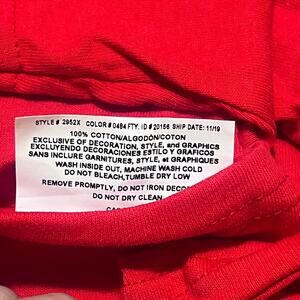 STYLE # 2952X COLOR # 0484 FTY. ID # 20156 SHIP DATE: 11/19
100% COTTON/ALGODÓN/COTON
EXCLUSIVE OF DECORATION, STYLE, and GRAPHICS
EXCLUYENDO DECORACIONES ESTILO Y GRAFICOS
SANS INCLURE GARNITURES, STYLE, et GRAPHIQUES
WASH INSIDE OUT, MACHINE WASH COLD
DO NOT BLEACH, TUMBLE DRY LOW
REMOVE PROMPTLY, DO NOT IRON
DO NOT DRY CLEAN